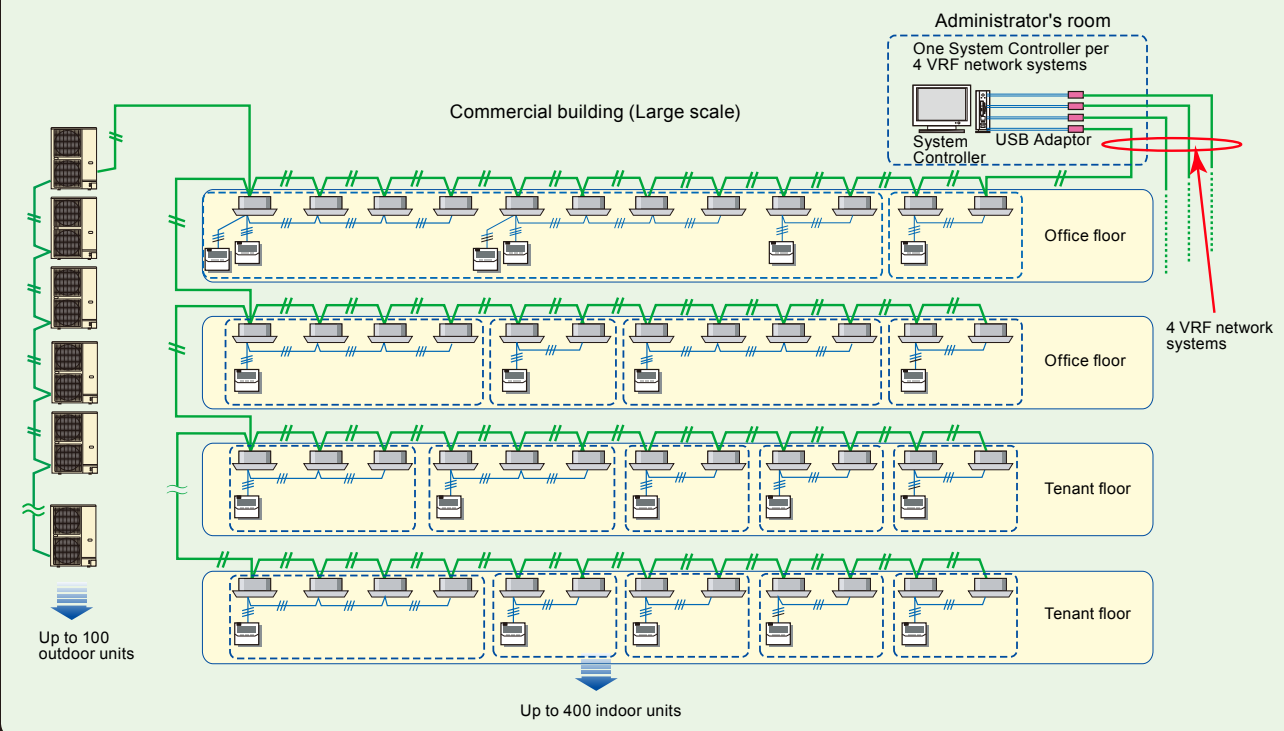 Administrator's room
One System Controller per
4 VRF network systems
Commercial building (Large scale)
System
Controller
USB Adaptor
Office floor
4 VRF network
systems
Office floor
Tenant floor
Tenant floor
Up to 100
outdoor units
Up to 400 indoor units